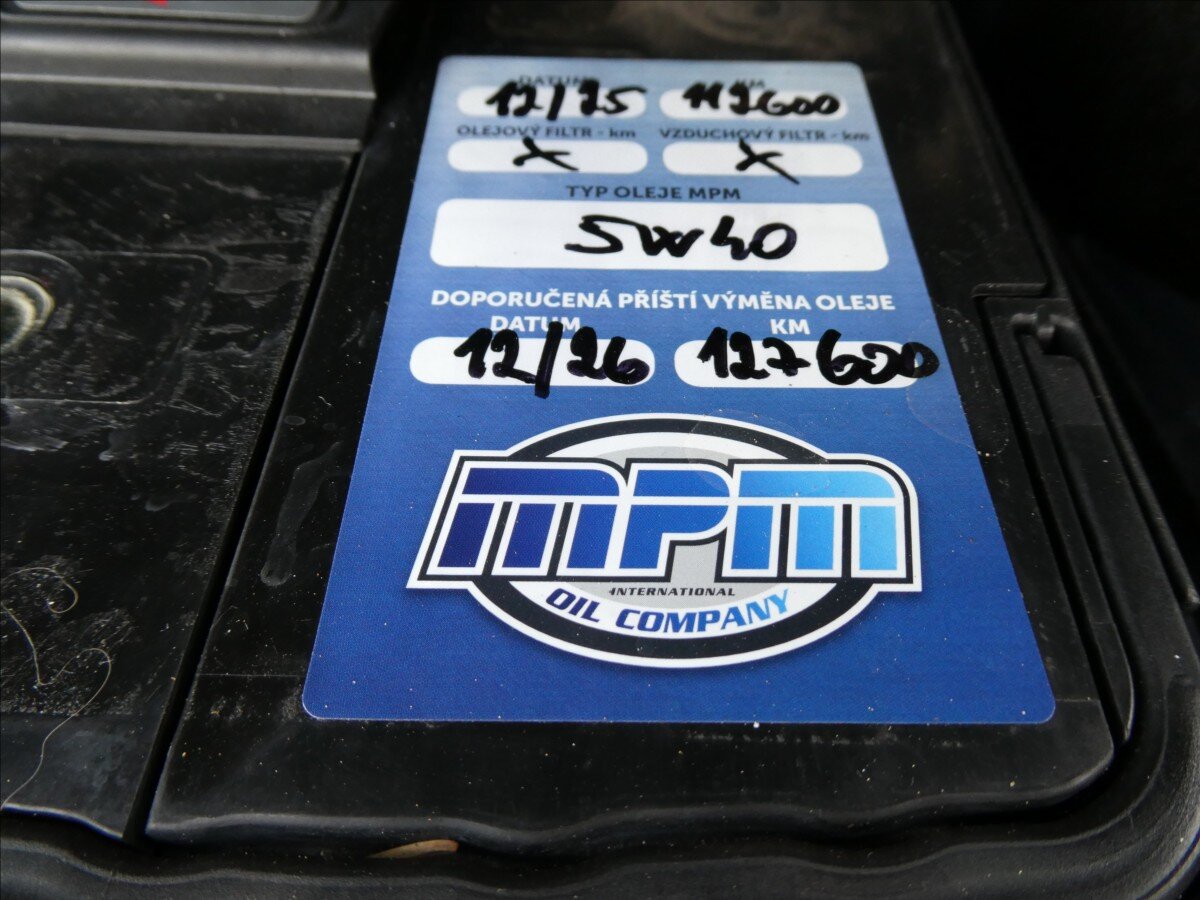 DATUM KM
12/25 112600
OLEJOVÝ FILTR - km VZDUCHOVÝ FILTR - km
X X
TYP OLEJE MPM
5W40
DOPORUČENÁ PŘÍŠTÍ VÝMĚNA OLEJE
DATUM KM
12/26 127600
MPM
INTERNATIONAL
OIL COMPANY